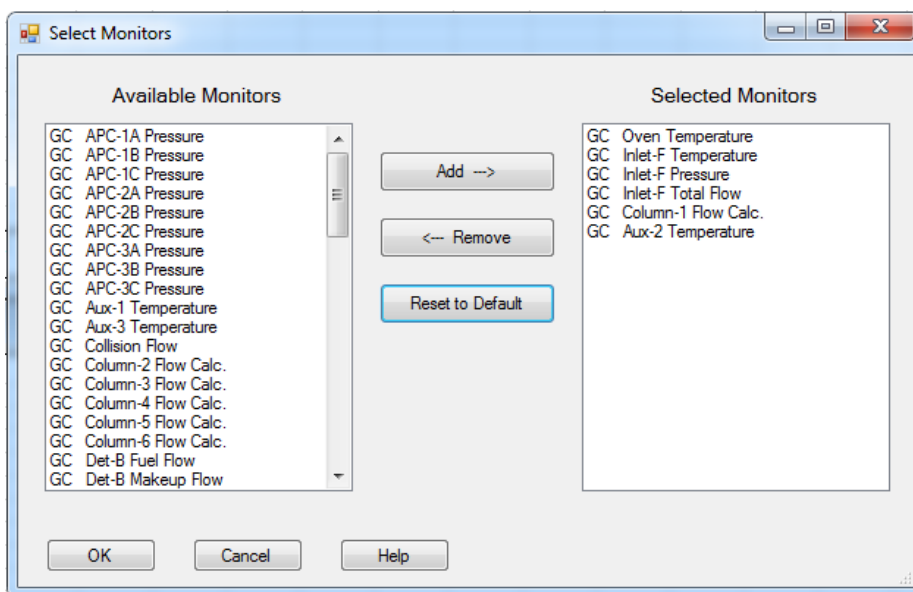 Select Monitors
Available Monitors
GC APC-1A Pressure
GC APC-1B Pressure
GC APC-1C Pressure
GC APC-2A Pressure
GC APC-2B Pressure
GC APC-2C Pressure
GC APC-3A Pressure
GC APC-3B Pressure
GC APC-3C Pressure
GC Aux-1 Temperature
GC Aux-3 Temperature
GC Collision Flow
GC Column-2 Flow Calc.
GC Column-3 Flow Calc.
GC Column-4 Flow Calc.
GC Column-5 Flow Calc.
GC Column-6 Flow Calc.
GC Det-B Fuel Flow
GC Det-B Makeup Flow
Add --->
<--- Remove
Reset to Default
Selected Monitors
GC Oven Temperature
GC Inlet-F Temperature
GC Inlet-F Pressure
GC Inlet-F Total Flow
GC Column-1 Flow Calc.
GC Aux-2 Temperature
OK
Cancel
Help